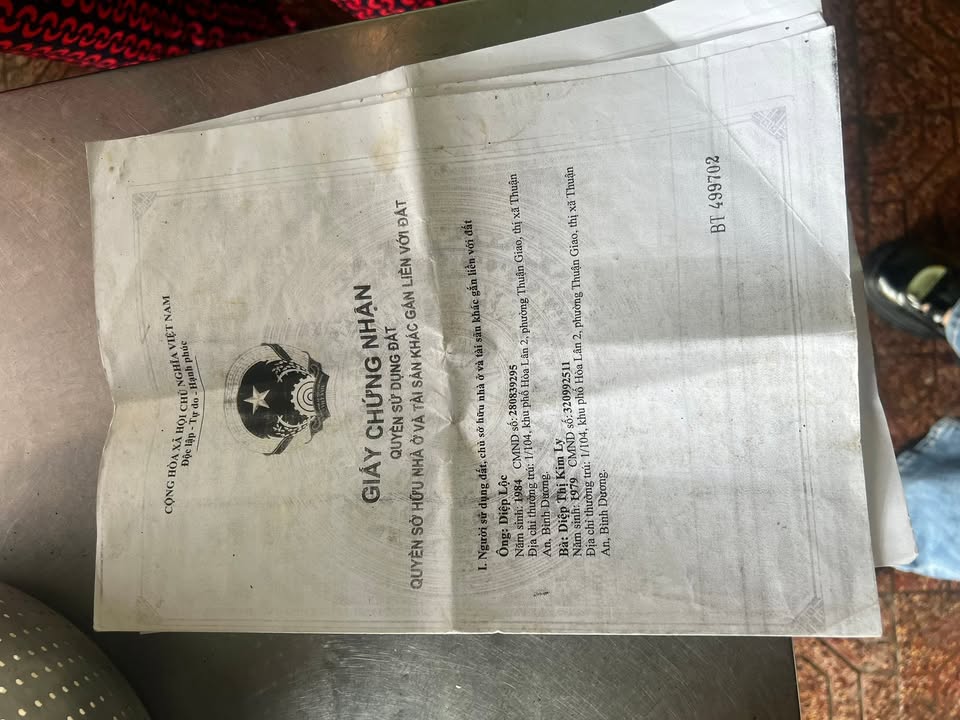 CỘNG HÒA XÃ HỘI CHỦ NGHĨA VIỆT NAM
Độc lập - Tự do - Hạnh phúc
GIẤY CHỨNG NHẬN
QUYỀN SỬ DỤNG ĐẤT
QUYỀN SỞ HỮU NHÀ Ở VÀ TÀI SẢN KHÁC GẮN LIỀN VỚI ĐẤT
I. Người sử dụng đất, chủ sở hữu nhà ở và tài sản khác gắn liền với đất
Ông: Diệp Lộc
Năm sinh: 1984 CMND số: 280839295
Địa chỉ thường trú: 1/104, khu phố Hòa Lân 2, phường Thuận Giao, thị xã Thuận
An, Bình Dương.
Bà: Diệp Thị Kim Ly
Năm sinh: 1979 CMND số: 320992511
Địa chỉ thường trú: 1/104, khu phố Hòa Lân 2, phường Thuận Giao, thị xã Thuận
An, Bình Dương.
BT 499702